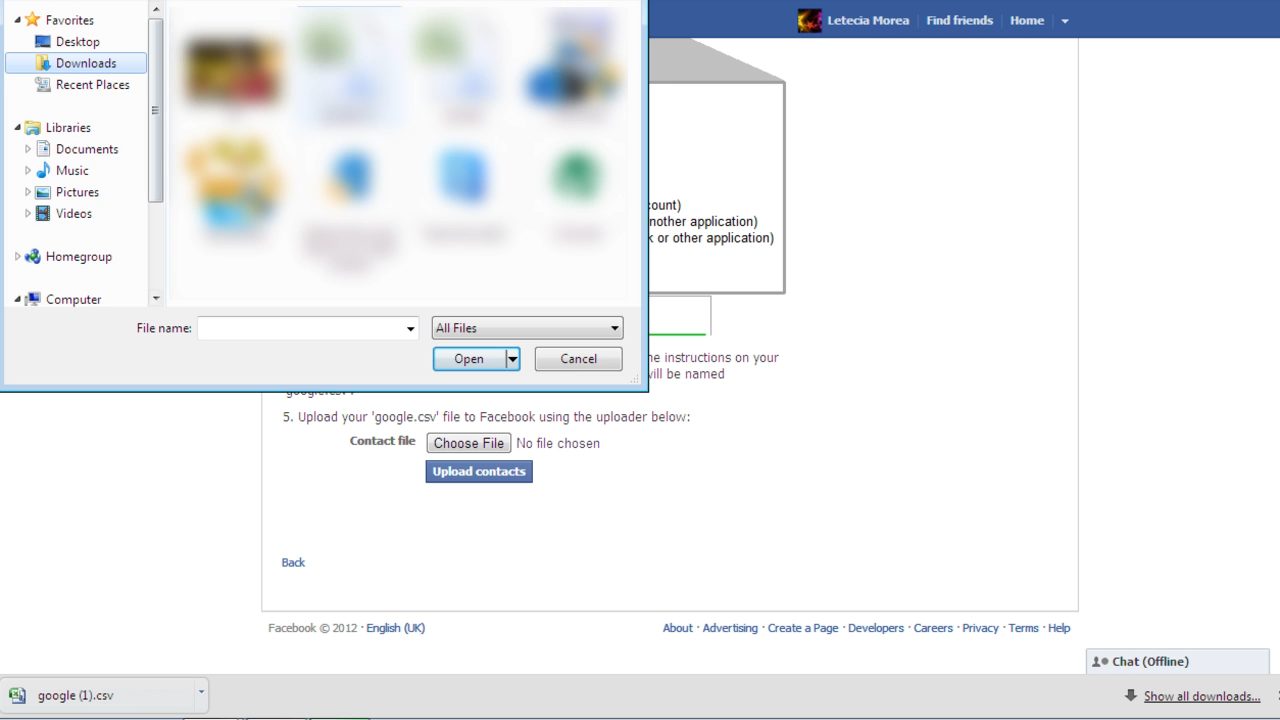 Favorites
Desktop
Downloads
Recent Places
Libraries
Documents
Music
Pictures
Videos
Homegroup
Computer
File name:
All Files
Open
Cancel
Letecia Morea
Find friends
Home
count)
nother application)
k or other application)
he instructions on your
will be named
5. Upload your 'google.csv' file to Facebook using the uploader below:
Contact file
Choose File
No file chosen
Upload contacts
Back
Facebook © 2012 · English (UK)
About · Advertising · Create a Page · Developers · Careers · Privacy · Terms · Help
Chat (Offline)
google (1).csv
Show all downloads...